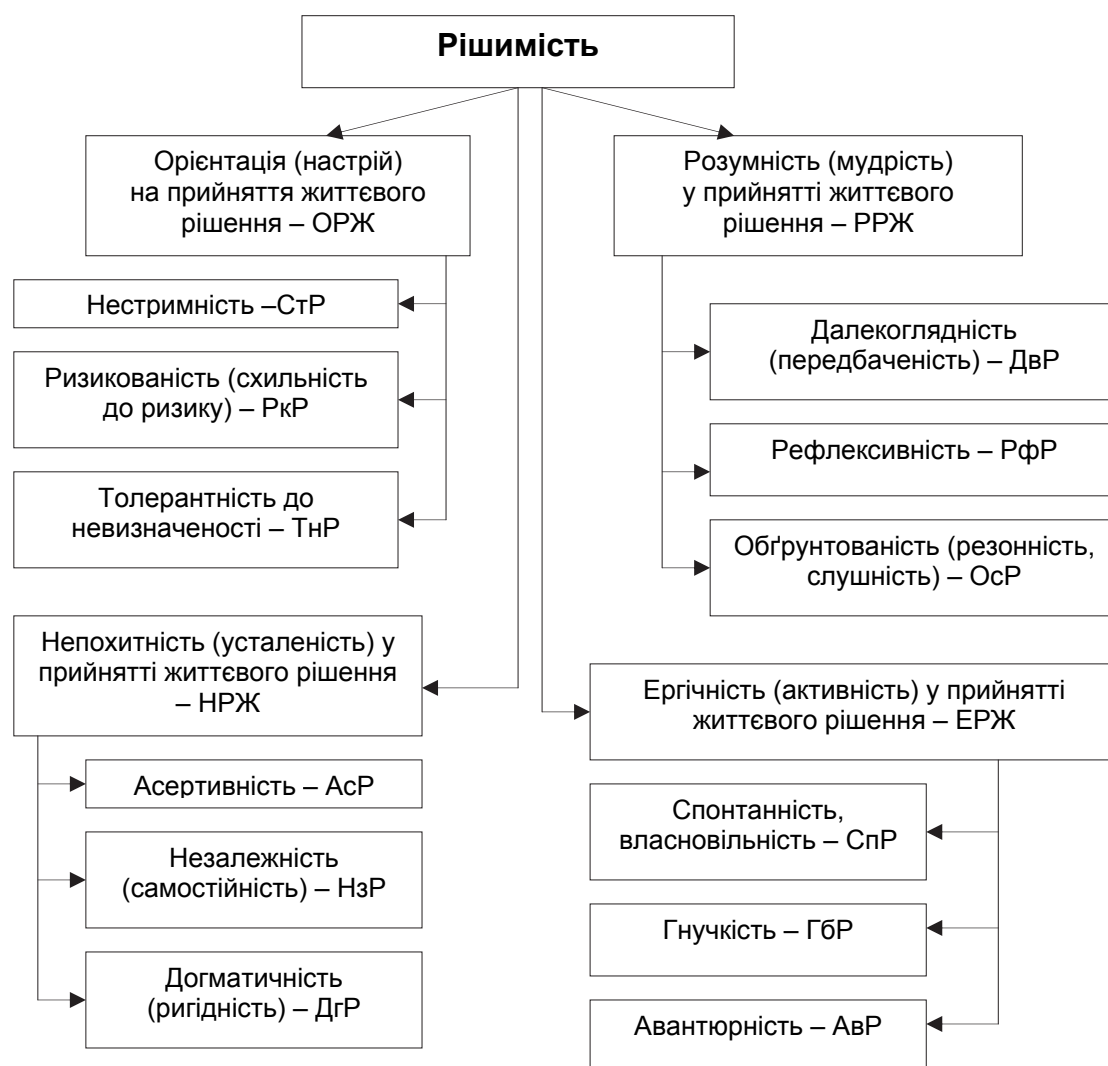 Рішимість
Орієнтація (настрій)
на прийняття життєвого
рішення – ОРЖ
Нестримність –СтР
Ризикованість (схильність
до ризику) – РкР
Толерантність до
невизначеності – ТнР
Розумність (мудрість)
у прийнятті життєвого
рішення – РРЖ
Далекоглядність
(передбаченість) – ДвР
Рефлексивність – РфР
Обґрунтованість (резонність,
слушність) – ОсР
Непохитність (усталеність) у
прийнятті життєвого рішення
– НРЖ
Асертивність – АсР
Незалежність
(самостійність) – НзР
Догматичність
(ригідність) – ДгР
Ергічність (активність) у прийнятті
життєвого рішення – ЕРЖ
Спонтанність,
власновільність – СпР
Гнучкість – ГбР
Авантюрність – АвР